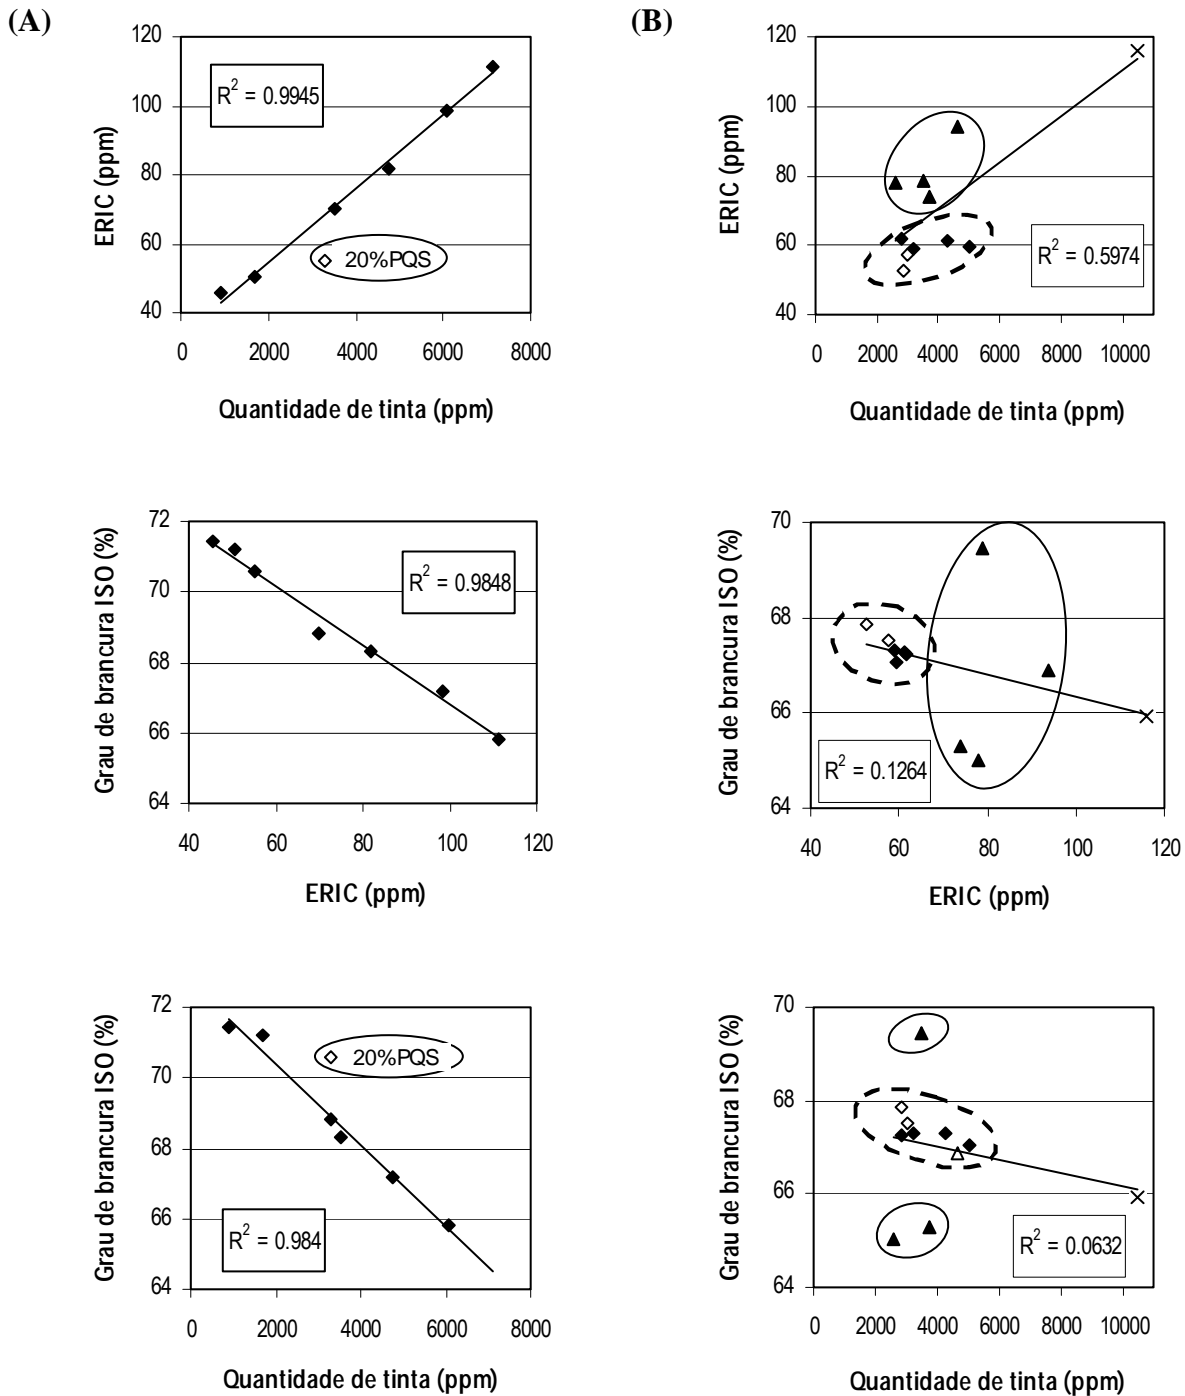 (A)
120
100
80
60
40
ERIC (ppm)
R² = 0.9945
20%PQS
0 2000 4000 6000 8000
Quantidade de tinta (ppm)
(B)
120
100
80
60
40
ERIC (ppm)
R² = 0.5974
0 2000 4000 6000 8000 10000
Quantidade de tinta (ppm)
72
70
68
66
64
Grau de brancura ISO (%)
R² = 0.9848
40 60 80 100 120
ERIC (ppm)
70
68
66
64
Grau de brancura ISO (%)
R² = 0.1264
40 60 80 100 120
ERIC (ppm)
72
70
68
66
64
Grau de brancura ISO (%)
20%PQS
R² = 0.984
0 2000 4000 6000 8000
Quantidade de tinta (ppm)
70
68
66
64
Grau de brancura ISO (%)
R² = 0.0632
0 2000 4000 6000 8000 10000
Quantidade de tinta (ppm)